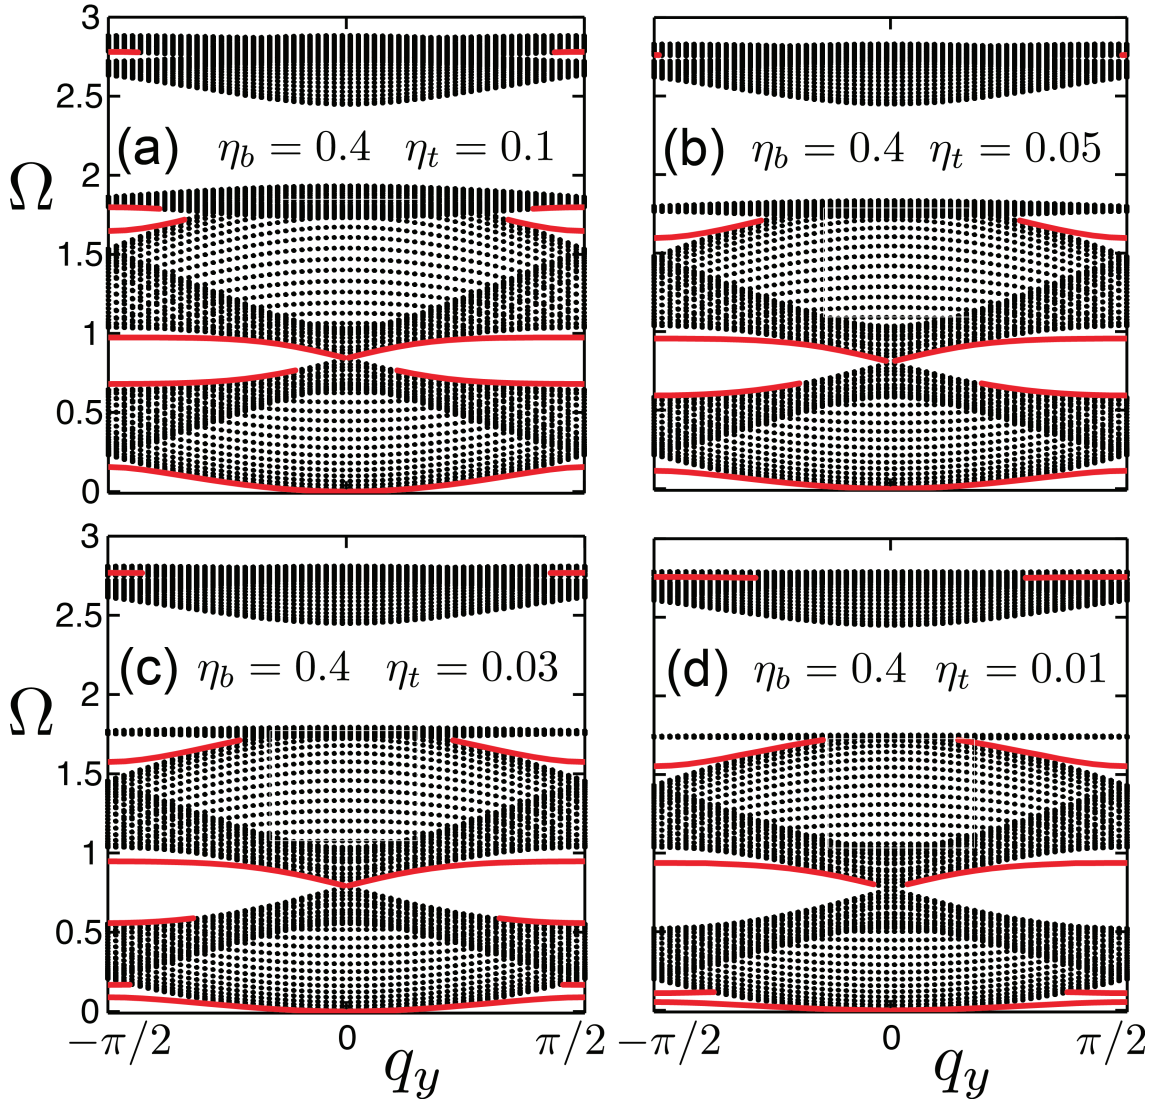 3
2.5
(a) η_b = 0.4 η_t = 0.1
(b) η_b = 0.4 η_t = 0.05
2
Ω
1.5
1
0.5
0
3
2.5
(c) η_b = 0.4 η_t = 0.03
(d) η_b = 0.4 η_t = 0.01
2
Ω
1.5
1
0.5
0
−π/2 0 π/2
−π/2 0 π/2
q_y
q_y